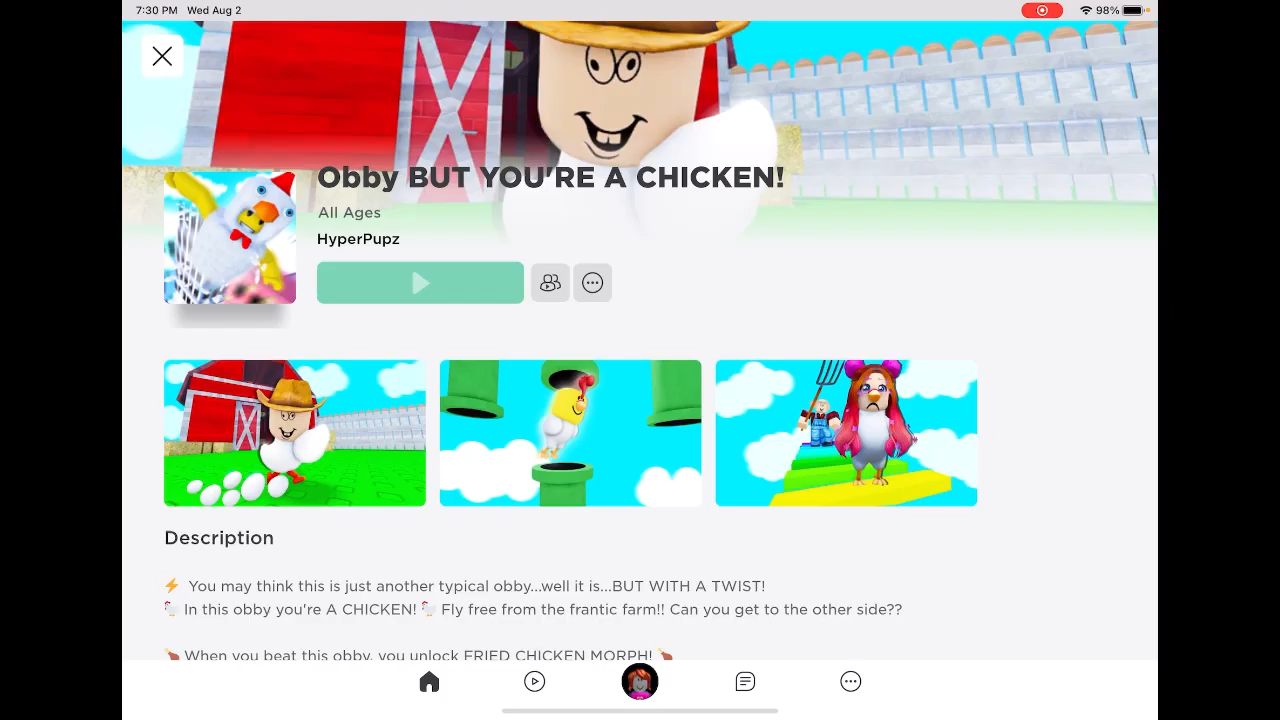 7:30 PM Wed Aug 2
98%
Obby BUT YOU'RE A CHICKEN!
All Ages
HyperPupz
Description
⚡ You may think this is just another typical obby...well it is...BUT WITH A TWIST!
🐔 In this obby you're A CHICKEN! 🐔 Fly free from the frantic farm!! Can you get to the other side??
🍗 When you beat this obby, you unlock FRIED CHICKEN MORPH! 🍗